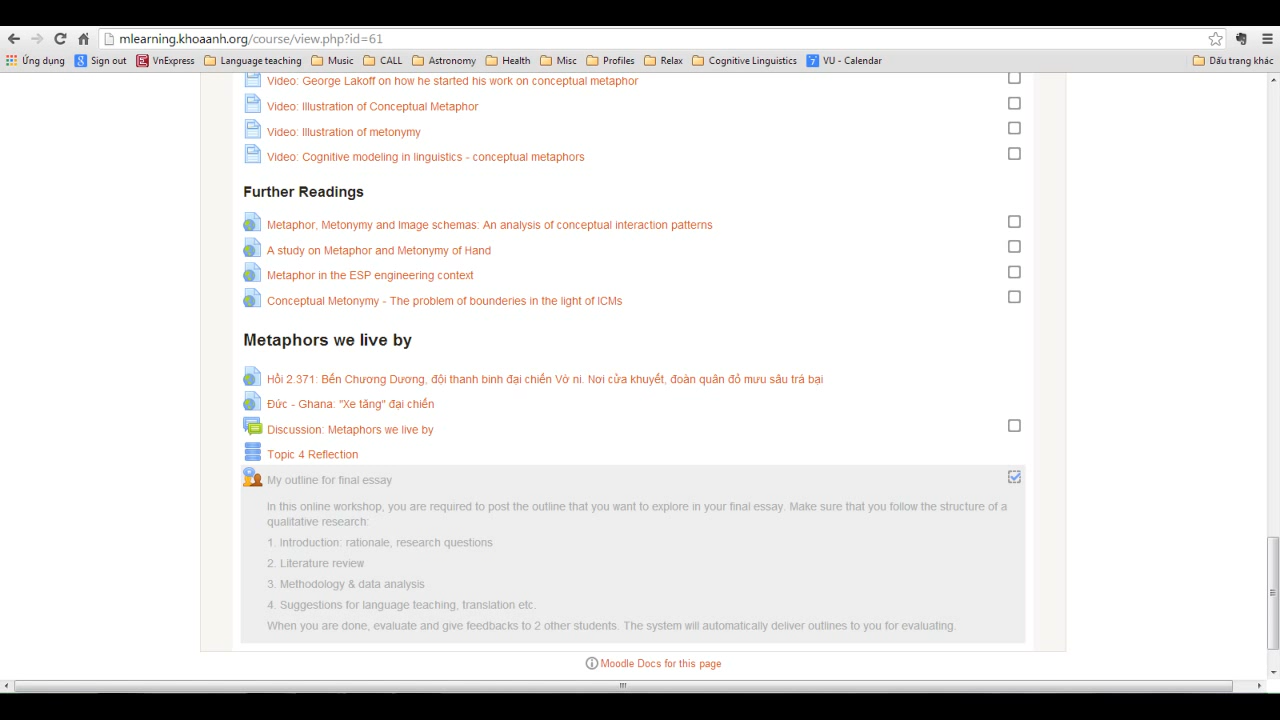 mlearning.khoaanh.org/course/view.php?id=61
Ứng dụng Sign out VnExpress Language teaching Music CALL Astronomy Health Misc Profiles Relax Cognitive Linguistics 7 VU - Calendar Dấu trang khác
Video: George Lakoff on how he started his work on conceptual metaphor
Video: Illustration of Conceptual Metaphor
Video: Illustration of metonymy
Video: Cognitive modeling in linguistics - conceptual metaphors
Further Readings
Metaphor, Metonymy and Image schemas: An analysis of conceptual interaction patterns
A study on Metaphor and Metonymy of Hand
Metaphor in the ESP engineering context
Conceptual Metonymy - The problem of bounderies in the light of ICMs
Metaphors we live by
Hồi 2.371: Bến Chương Dương, đội thanh binh đại chiến Vờ ni. Nơi cửa khuyết, đoàn quân đỏ mưu sâu trá bại
Đức - Ghana: "Xe tăng" đại chiến
Discussion: Metaphors we live by
Topic 4 Reflection
My outline for final essay
In this online workshop, you are required to post the outline that you want to explore in your final essay. Make sure that you follow the structure of a
qualitative research:
1. Introduction: rationale, research questions
2. Literature review
3. Methodology & data analysis
4. Suggestions for language teaching, translation etc.
When you are done, evaluate and give feedbacks to 2 other students. The system will automatically deliver outlines to you for evaluating.
Moodle Docs for this page